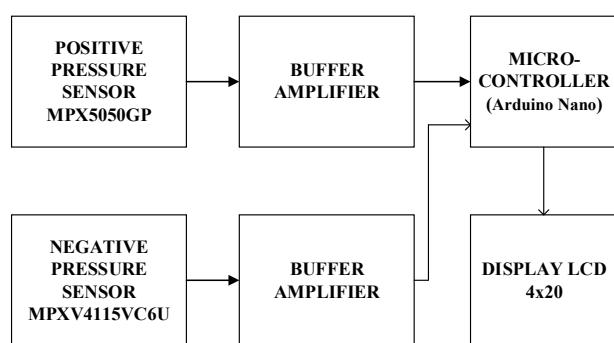 POSITIVE
PRESSURE
SENSOR
MPX5050GP
BUFFER
AMPLIFIER
MICRO-
CONTROLLER
(Arduino Nano)
NEGATIVE
PRESSURE
SENSOR
MPXV4115VC6U
BUFFER
AMPLIFIER
DISPLAY LCD
4x20